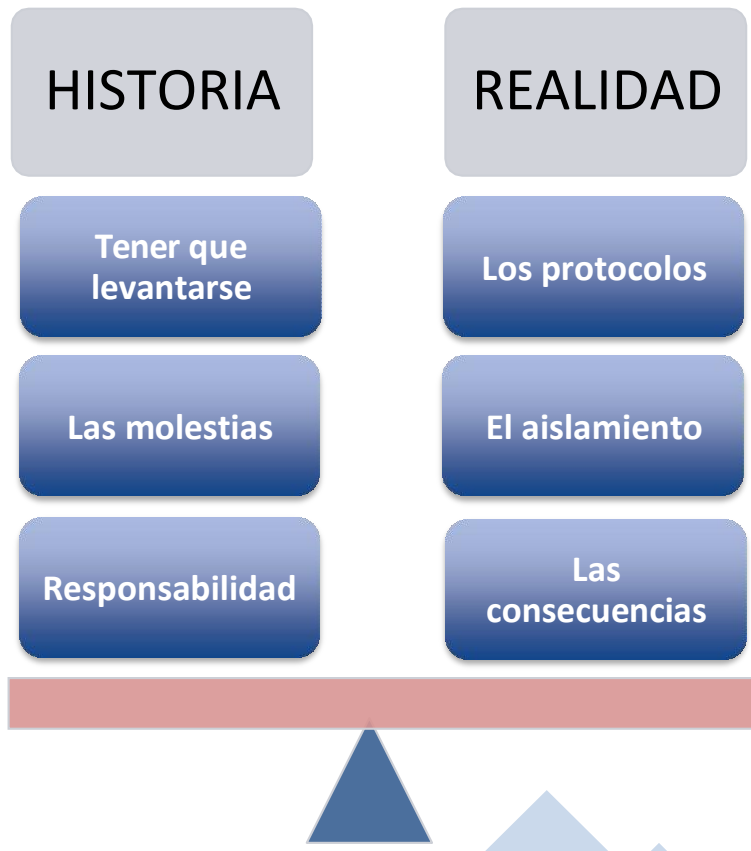 HISTORIA
REALIDAD
Tener que
levantarse
Los protocolos
Las molestias
El aislamiento
Responsabilidad
Las
consecuencias